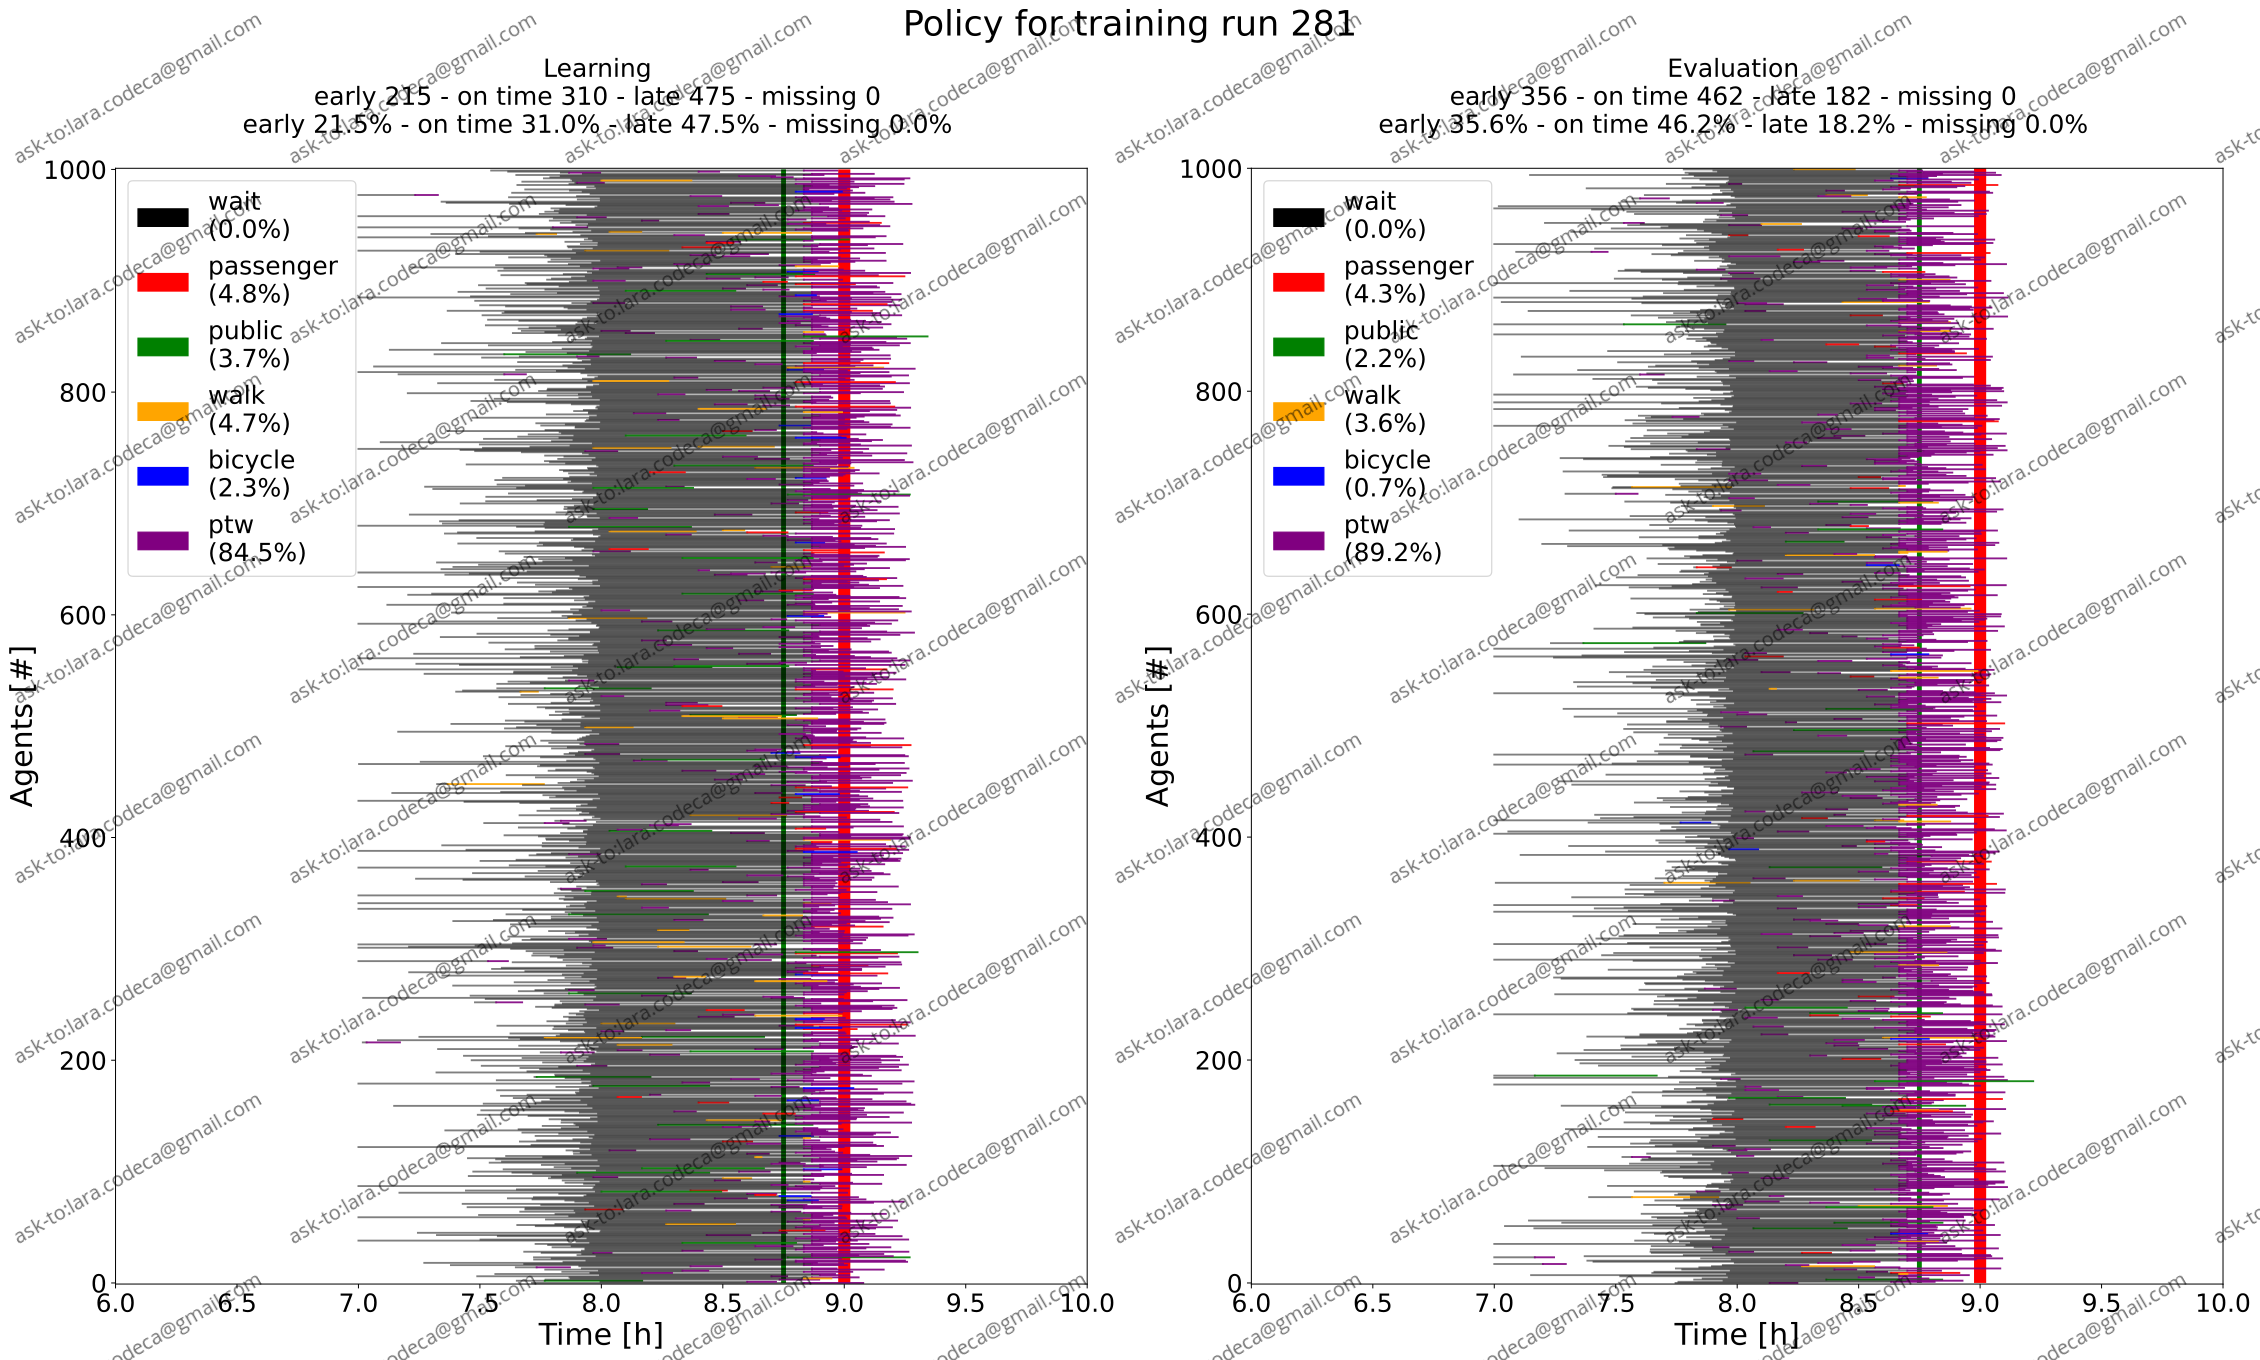 Policy for training run 281
Learning
early 215 - on time 310 - late 475 - missing 0
early 21.5% - on time 31.0% - late 47.5% - missing 0.0%
1000
800
600
400
200
0
Agents [#]
wait
(0.0%)
passenger
(4.8%)
public
(3.7%)
walk
(4.7%)
bicycle
(2.3%)
ptw
(84.5%)
6.0 6.5 7.0 7.5 8.0 8.5 9.0 9.5 10.0
Time [h]
Evaluation
early 356 - on time 462 - late 182 - missing 0
early 35.6% - on time 46.2% - late 18.2% - missing 0.0%
1000
800
600
400
200
0
Agents [#]
wait
(0.0%)
passenger
(4.3%)
public
(2.2%)
walk
(3.6%)
bicycle
(0.7%)
ptw
(89.2%)
6.0 6.5 7.0 7.5 8.0 8.5 9.0 9.5 10.0
Time [h]
ask-to:lara.codeca@gmail.com